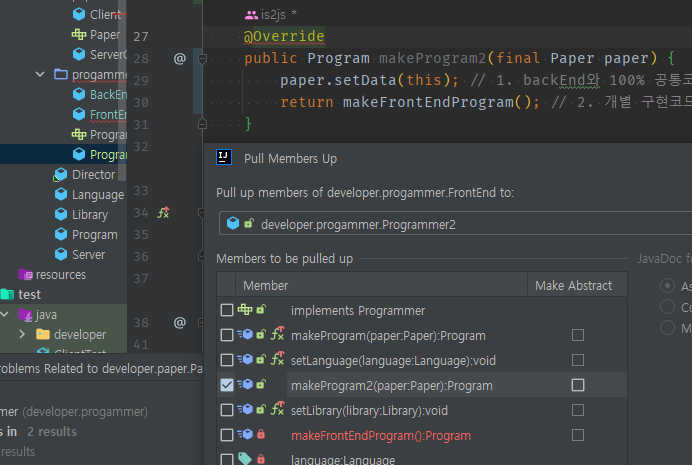 Client
Paper
ServerC
progammer
BackEn
FrontEn
Progra
Progran
Director
Language
Library
Program
Server
resources
test
java
developer
ClientTest
roblems Related to developer.paper.Pa
mer (developer.progammer)
s in 2 results
results
is2js *
27 @Override
28 public Program makeProgram2(final Paper paper) {
29 paper.setData(this); // 1. backEnd와 100% 공통코
30 return makeFrontEndProgram(); // 2. 개별 구현코드
31 }
32
33
34
35
36
37
38
41
Pull Members Up
Pull up members of developer.progammer.FrontEnd to:
developer.progammer.Programmer2
Members to be pulled up
JavaDoc fo
Member Make Abstract
As
Co
M
implements Programmer
makeProgram(paper:Paper):Program
setLanguage(language:Language):void
makeProgram2(paper:Paper):Program
setLibrary(library:Library):void
makeFrontEndProgram():Program
language:Language